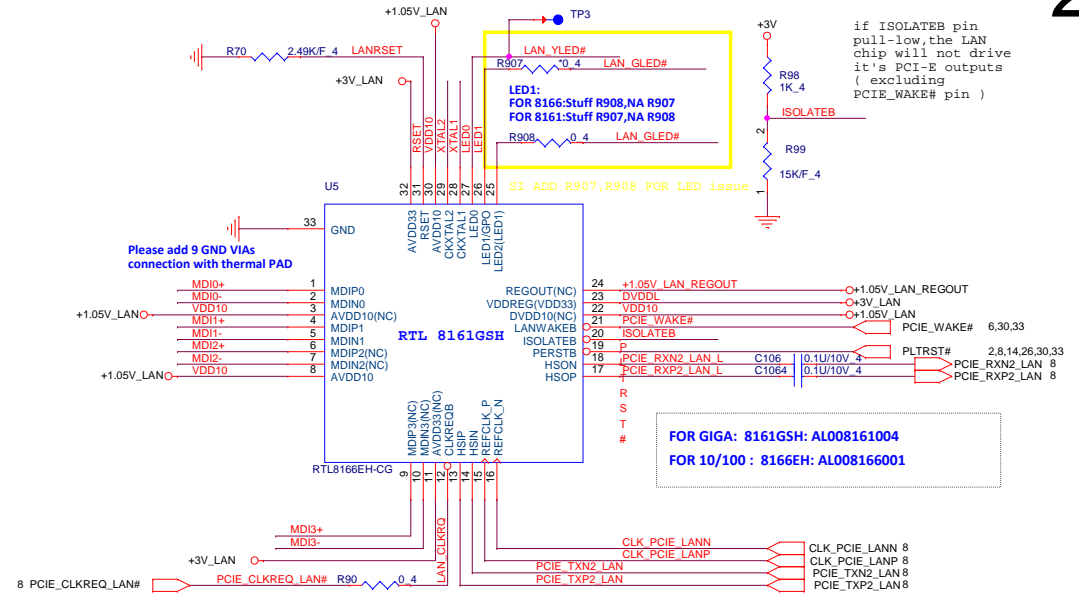 2
+1.05V_LAN
TP3
+3V
if ISOLATEB pin
pull-low,the LAN
chip will not drive
it's PCI-E outputs
( excluding
PCIE_WAKE# pin )
R70 2.49K/F_4 LANRSET
LAN_YLED#
R907 *0_4 LAN_GLED#
+3V_LAN
R98
1K_4
LED1:
FOR 8166:Stuff R908,NA R907
FOR 8161:Stuff R907,NA R908
ISOLATEB
RSET
VDD10
XTAL2
XTAL1
LED0
LED1
R908 0_4 LAN_GLED#
2
R99
15K/F_4
1
SI ADD R907,R908 FOR LED issue
U5
32
31
30
29
28
27
26
25
33 GND
AVDD33
RSET
AVDD10
CKXTAL2
CKXTAL1
LED0
LED1/GPO
LED2(LED1)
Please add 9 GND VIAs
connection with thermal PAD
MDI0+ 1 MDIP0
MDI0- 2 MDIN0
+1.05V_LAN VDD10 3 AVDD10(NC)
MDI1+ 4 MDIP1
MDI1- 5 MDIN1
MDI2+ 6 MDIP2(NC)
MDI2- 7 MDIN2(NC)
+1.05V_LAN VDD10 8 AVDD10
RTL 8161GSH
REGOUT(NC) 24 +1.05V_LAN_REGOUT +1.05V_LAN_REGOUT
VDDREG(VDD33) 23 DVDDL +3V_LAN
DVDD10(NC) 22 VDD10 +1.05V_LAN
LANWAKEB 21 PCIE_WAKE# PCIE_WAKE# 6,30,33
ISOLATEB 20 ISOLATEB
PERSTB 19 PLTRST# PLTRST# 2,8,14,26,30,33
HSON 18 PCIE_RXN2_LAN_L C106 0.1U/10V_4 PCIE_RXN2_LAN 8
HSOP 17 PCIE_RXP2_LAN_L C1064 0.1U/10V_4 PCIE_RXP2_LAN 8
MDIP3(NC)
MDIN3(NC)
AVDD33(NC)
CLKREQB
HSIP
HSIN
REFCLK_P
REFCLK_N
RTL8166EH-CG
9
10
11
12
13
14
15
16
FOR GIGA: 8161GSH: AL008161004
FOR 10/100 : 8166EH: AL008166001
MDI3+
MDI3-
+3V_LAN
LAN_CLKRQ
8 PCIE_CLKREQ_LAN# PCIE_CLKREQ_LAN# R90 0_4
CLK_PCIE_LANN CLK_PCIE_LANN 8
CLK_PCIE_LANP CLK_PCIE_LANP 8
PCIE_TXN2_LAN PCIE_TXN2_LAN 8
PCIE_TXP2_LAN PCIE_TXP2_LAN 8